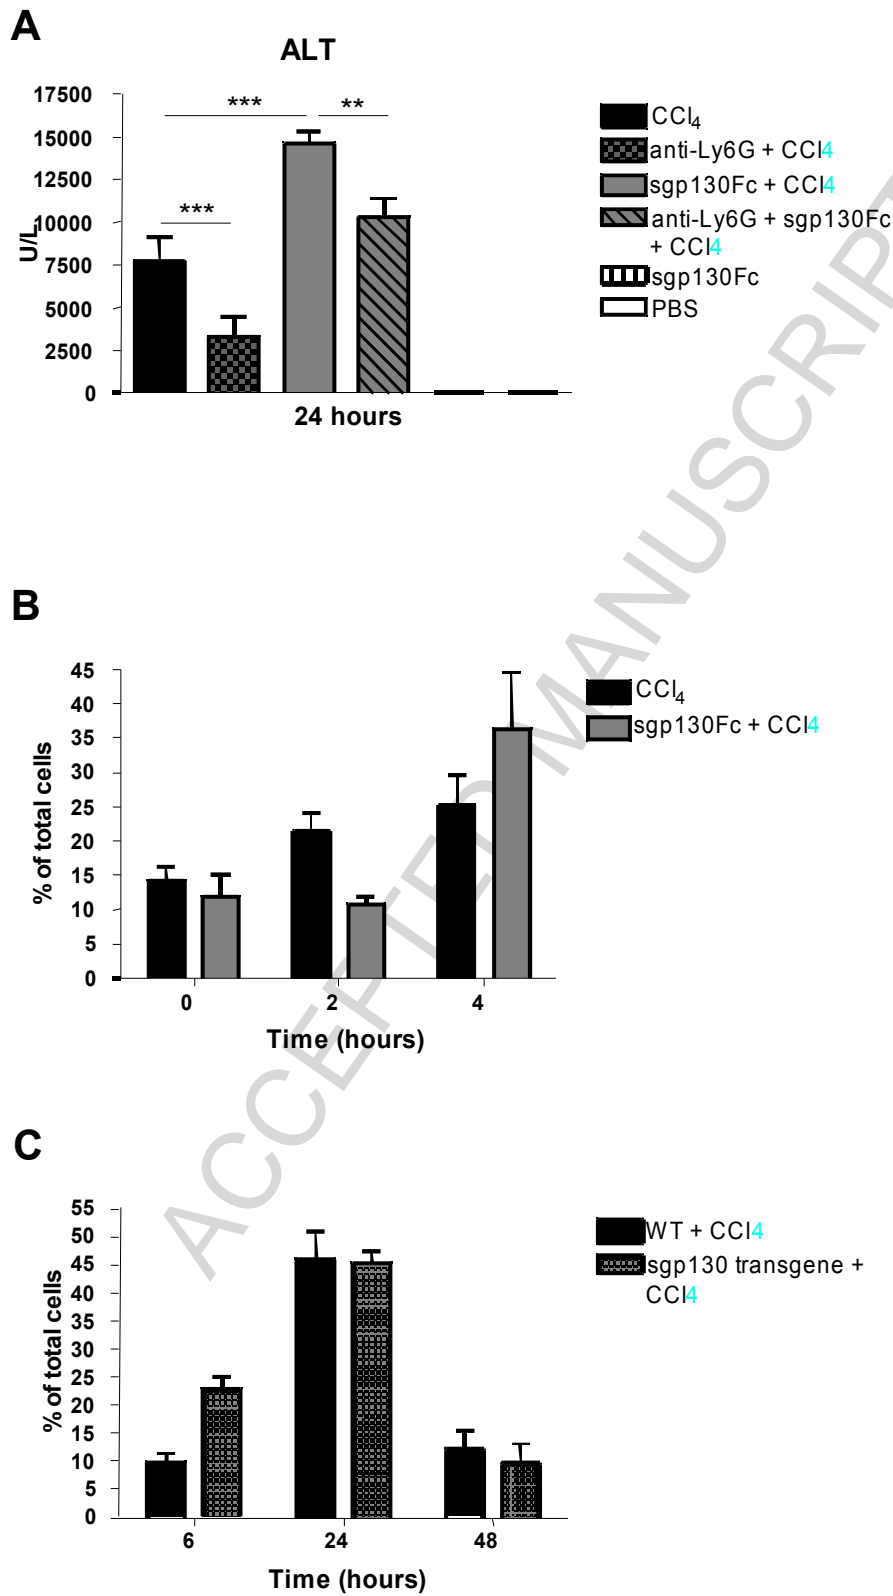 A
ALT
17500
15000
12500
10000
7500
5000
2500
0
U/L
***
***
**
24 hours
CCl4
anti-Ly6G + CCl4
sgp130Fc + CCl4
anti-Ly6G + sgp130Fc
+ CCl4
sgp130Fc
PBS
B
45
40
35
30
25
20
15
10
5
0
% of total cells
0 2 4
Time (hours)
CCl4
sgp130Fc + CCl4
C
55
50
45
40
35
30
25
20
15
10
5
0
% of total cells
6 24 48
Time (hours)
WT + CCl4
sgp130 transgene +
CCl4
ACCEPTED MANUSCRIPT